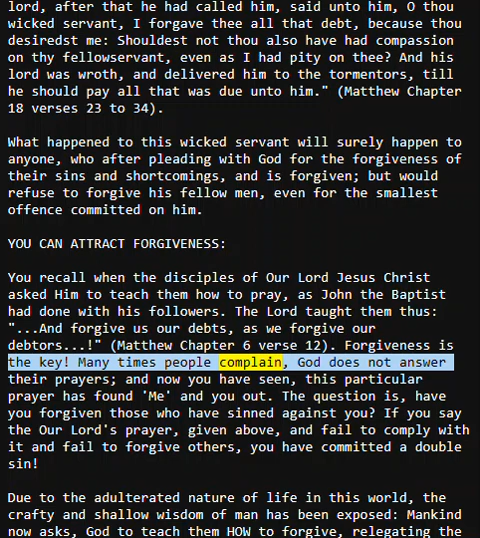 lord, after that he had called him, said unto him, O thou
wicked servant, I forgave thee all that debt, because thou
desiredst me: Shouldest not thou also have had compassion
on thy fellowservant, even as I had pity on thee? And his
lord was wroth, and delivered him to the tormentors, till
he should pay all that was due unto him." (Matthew Chapter
18 verses 23 to 34).

What happened to this wicked servant will surely happen to
anyone, who after pleading with God for the forgiveness of
their sins and shortcomings, and is forgiven; but would
refuse to forgive his fellow men, even for the smallest
offence committed on him.

YOU CAN ATTRACT FORGIVENESS:

You recall when the disciples of Our Lord Jesus Christ
asked Him to teach them how to pray, as John the Baptist
had done with his followers. The Lord taught them thus:
"...And forgive us our debts, as we forgive our
debtors...!" (Matthew Chapter 6 verse 12). Forgiveness is
the key! Many times people complain, God does not answer
their prayers; and now you have seen, this particular
prayer has found 'Me' and you out. The question is, have
you forgiven those who have sinned against you? If you say
the Our Lord's prayer, given above, and fail to comply with
it and fail to forgive others, you have committed a double
sin!

Due to the adulterated nature of life in this world, the
crafty and shallow wisdom of man has been exposed: Mankind
now asks, God to teach them HOW to forgive, relegating the